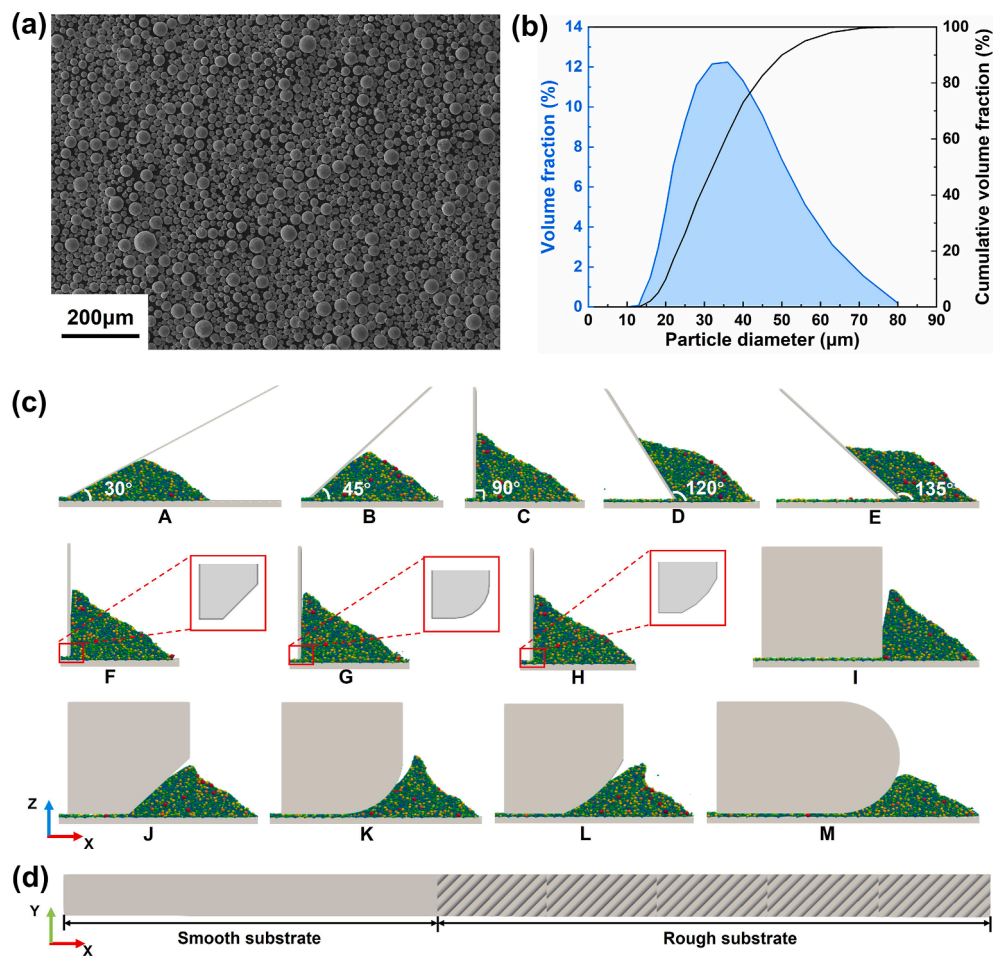 (a)
200μm
(b)
14
12
10
8
6
4
2
0
Volume fraction (%)
100
80
60
40
20
0
Cumulative volume fraction (%)
0 10 20 30 40 50 60 70 80 90
Particle diameter (μm)
(c)
30° 45° 90° 120° 135°
A B C D E
F G H I
Z
X
J K L M
(d)
Y
X
Smooth substrate Rough substrate